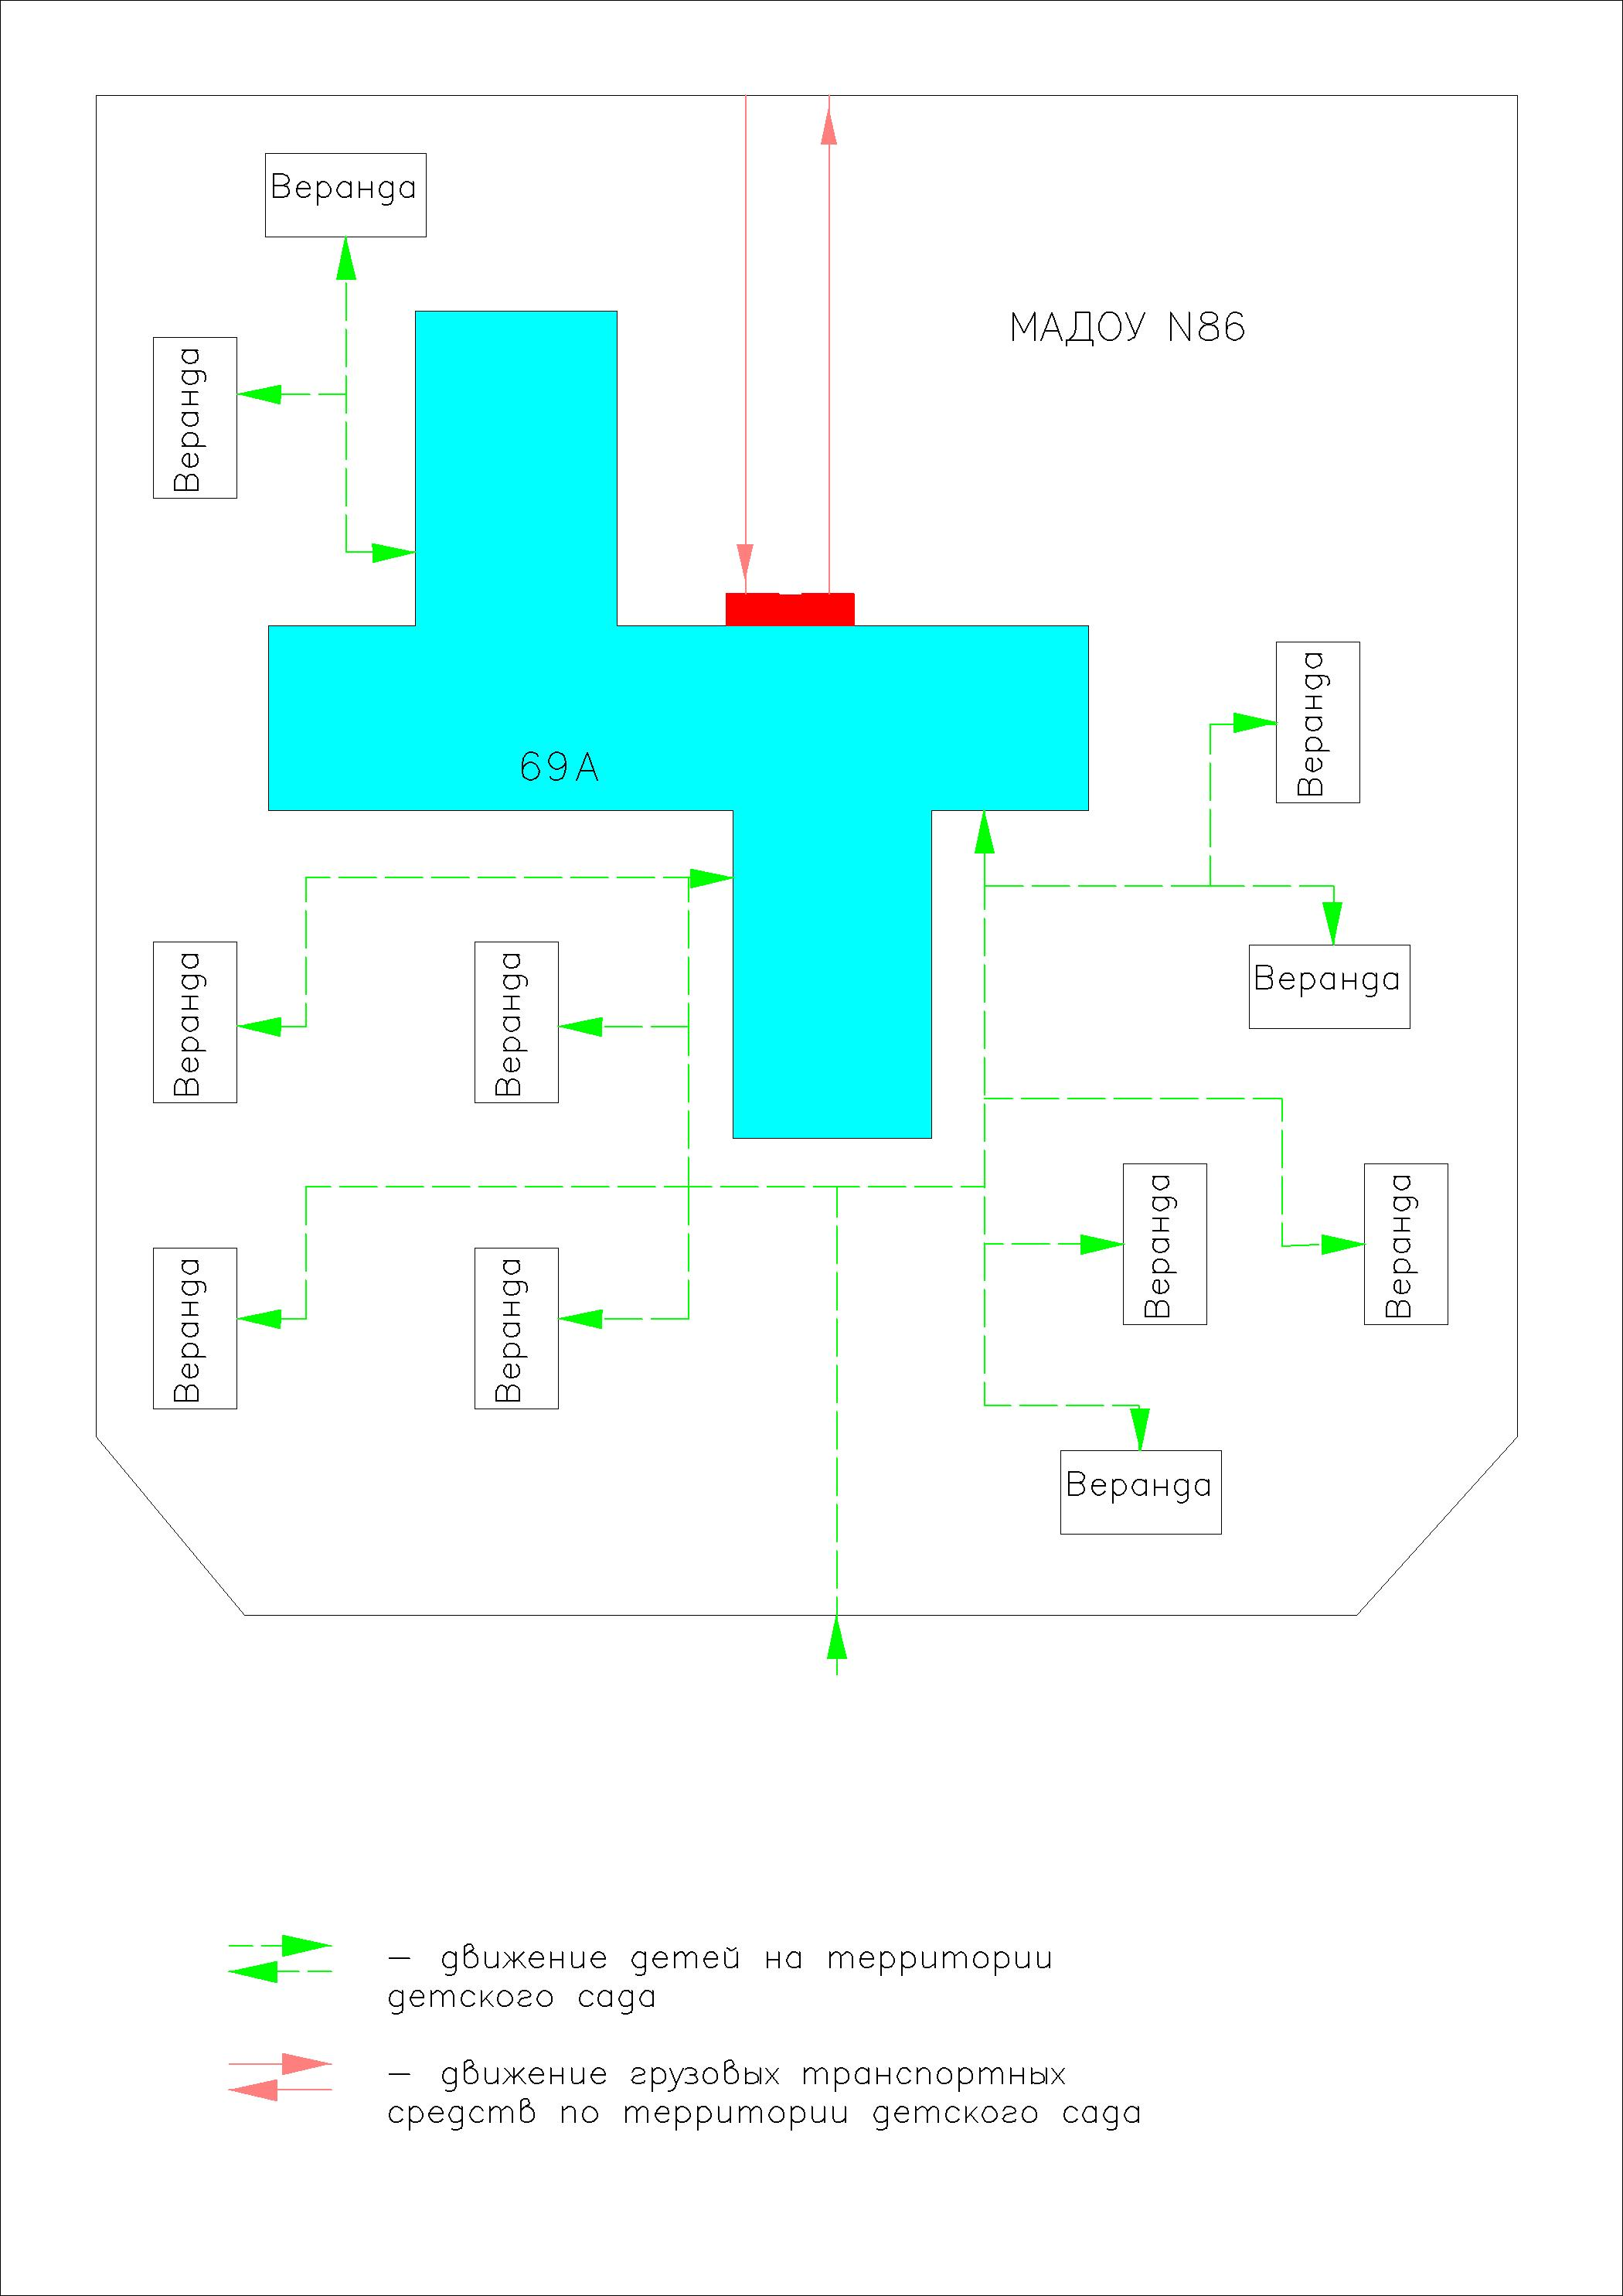 Веранда
МАДОУ N86
Веранда
Веранда
69А
Веранда
Веранда
Веранда
Веранда
Веранда
Веранда
Веранда
Веранда
– движение детей на территории
детского сада
– движение грузовых транспортных
средств по территории детского сада